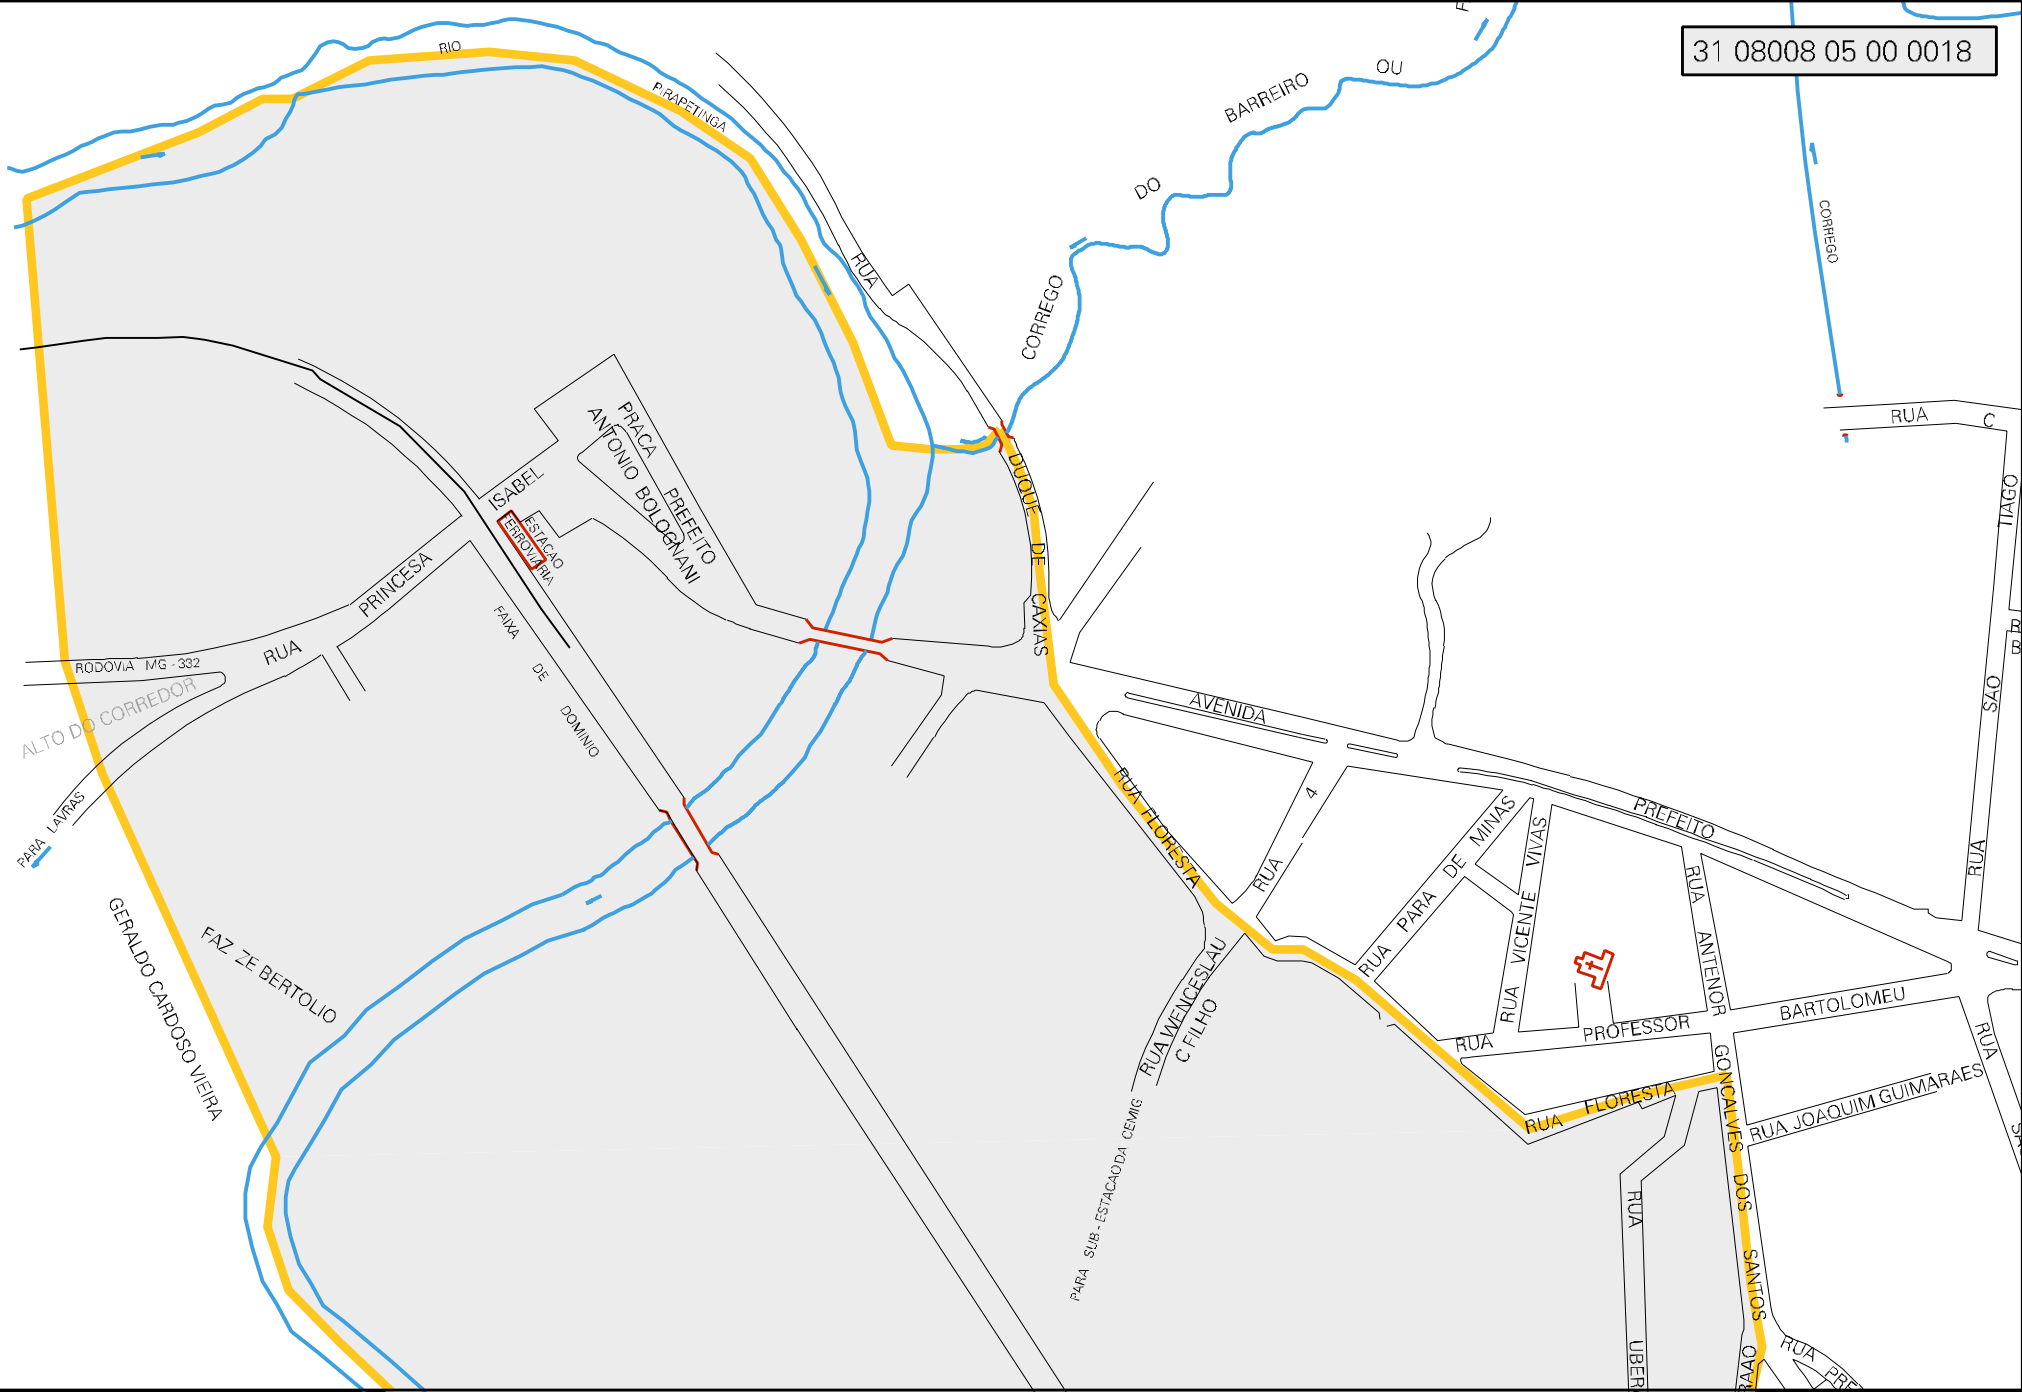 31 08008 05 00 0018
RIO
PIRAPETINGA
RUA
CORREGO
DO
BARREIRO
OU
CORREGO
RUA
C
TIAGO
SAO
RUA
PRACA PREFEITO
ANTONIO BOLOGNANI
ISABEL
ESTACAO
FERROVIARIA
PRINCESA
RUA
RODOVIA MG - 332
ALTO DO CORREDOR
PARA LAVRAS
FAIXA DE DOMINIO
DUQUE DE CAXIAS
AVENIDA
PREFEITO
RUA FLORESTA
RUA 4
RUA PARA DE MINAS
RUA VICENTE VIVAS
RUA ANTENOR
GONCALVES DOS SANTOS
RUA PROFESSOR BARTOLOMEU
RUA
RUA JOAQUIM GUIMARAES
RUA FLORESTA
RUA WENCESLAU
C FILHO
PARA SUB - ESTACAO DA CEMIG
GERALDO CARDOSO VIEIRA
FAZ ZE BERTOLIO
RUA
UBER
RAAO
RUA
PRE